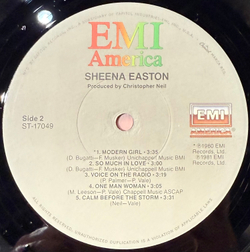 EMI
America
SHEENA EASTON
Produced by Christopher Neil
Side 2
ST-17049
EMI
AMERICA
*1. MODERN GIRL - 3:35
(D. Bugatti—F. Musker) Unichappell Music BMI
2. SO MUCH IN LOVE - 3:00
(D. Bugatti—F. Musker) Unichappell Music BMI
3. VOICE ON THE RADIO - 3:19
(P. Palmer—P. Vale)
4. ONE MAN WOMAN - 3:05
(M. Leeson—P. Vale) Chappell Music ASCAP
5. CALM BEFORE THE STORM - 3:21
(Neil—Vale)
*℗1980 EMI
Records Ltd.
℗1981 EMI
Records, Ltd.